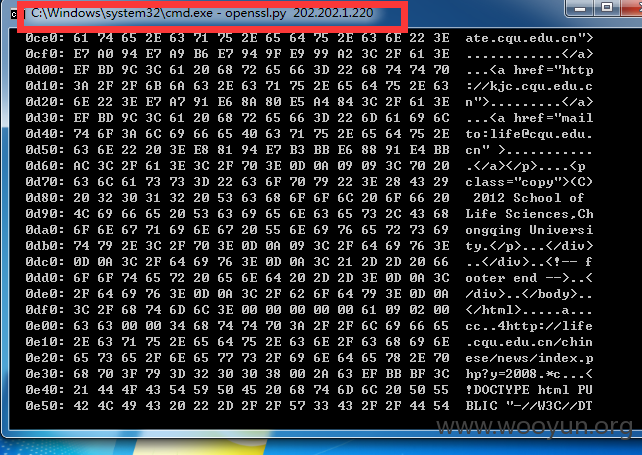 C:\Windows\system32\cmd.exe - openssl.py  202.202.1.220
0ce0: 61 74 65 2E 63 71 75 2E 65 64 75 2E 63 6E 22 3E  ate.cqu.edu.cn">
0cf0: E7 A0 94 E7 A9 B6 E7 94 9F E9 99 A2 3C 2F 61 3E  ............</a>
0d00: EF BD 9C 3C 61 20 68 72 65 66 3D 22 68 74 74 70  ...<a href="http
0d10: 3A 2F 2F 6B 6A 63 2E 63 71 75 2E 65 64 75 2E 63  ://kjc.cqu.edu.c
0d20: 6E 22 3E E7 A7 91 E6 8A 80 E5 A4 84 3C 2F 61 3E  n">.........</a>
0d30: EF BD 9C 3C 61 20 68 72 65 66 3D 22 6D 61 69 6C  ...<a href="mail
0d40: 74 6F 3A 6C 69 66 65 40 63 71 75 2E 65 64 75 2E  to:life@cqu.edu.
0d50: 63 6E 22 20 3E E8 81 94 E7 B3 BB E6 88 91 E4 BB  cn" >...........
0d60: AC 3C 2F 61 3E 3C 2F 70 3E 0D 0A 09 09 3C 70 20  .</a></p>....<p
0d70: 63 6C 61 73 73 3D 22 63 6F 70 79 22 3E 28 43 29  class="copy">(C)
0d80: 20 32 30 31 32 20 53 63 68 6F 6F 6C 20 6F 66 20   2012 School of
0d90: 4C 69 66 65 20 53 63 69 65 6E 63 65 73 2C 43 68  Life Sciences,Ch
0da0: 6F 6E 67 71 69 6E 67 20 55 6E 69 76 65 72 73 69  ongqing Universi
0db0: 74 79 2E 3C 2F 70 3E 0D 0A 09 3C 2F 64 69 76 3E  ty.</p>...</div>
0dc0: 0D 0A 3C 2F 64 69 76 3E 0D 0A 3C 21 2D 2D 20 66  ..</div>..<!-- f
0dd0: 6F 6F 74 65 72 20 65 6E 64 20 2D 2D 3E 0D 0A 3C  ooter end -->..<
0de0: 2F 64 69 76 3E 0D 0A 3C 2F 62 6F 64 79 3E 0D 0A  /div>..</body>..
0df0: 3C 2F 68 74 6D 6C 3E 00 00 00 00 00 61 09 02 00  </html>.....a...
0e00: 63 63 00 00 34 68 74 74 70 3A 2F 2F 6C 69 66 65  cc..4http://life
0e10: 2E 63 71 75 2E 65 64 75 2E 63 6E 2F 63 68 69 6E  .cqu.edu.cn/chin
0e20: 65 73 65 2F 6E 65 77 73 2F 69 6E 64 65 78 2E 70  ese/news/index.p
0e30: 68 70 3F 79 3D 32 30 30 38 00 2A 63 EF BB BF 3C  hp?y=2008.*c...<
0e40: 21 44 4F 43 54 59 50 45 20 68 74 6D 6C 20 50 55  !DOCTYPE html PU
0e50: 42 4C 49 43 20 22 2D 2F 2F 57 33 43 2F 2F 44 54  BLIC "-//W3C//DT
www.wooyun.org